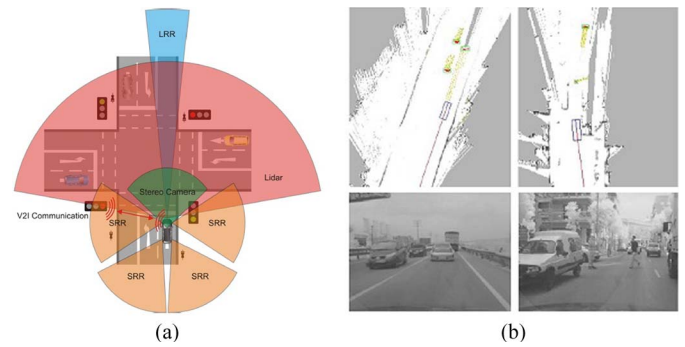 LRR
Lidar
Stereo Camera
V2I Communication
SRR
SRR
SRR
SRR
(a)
(b)